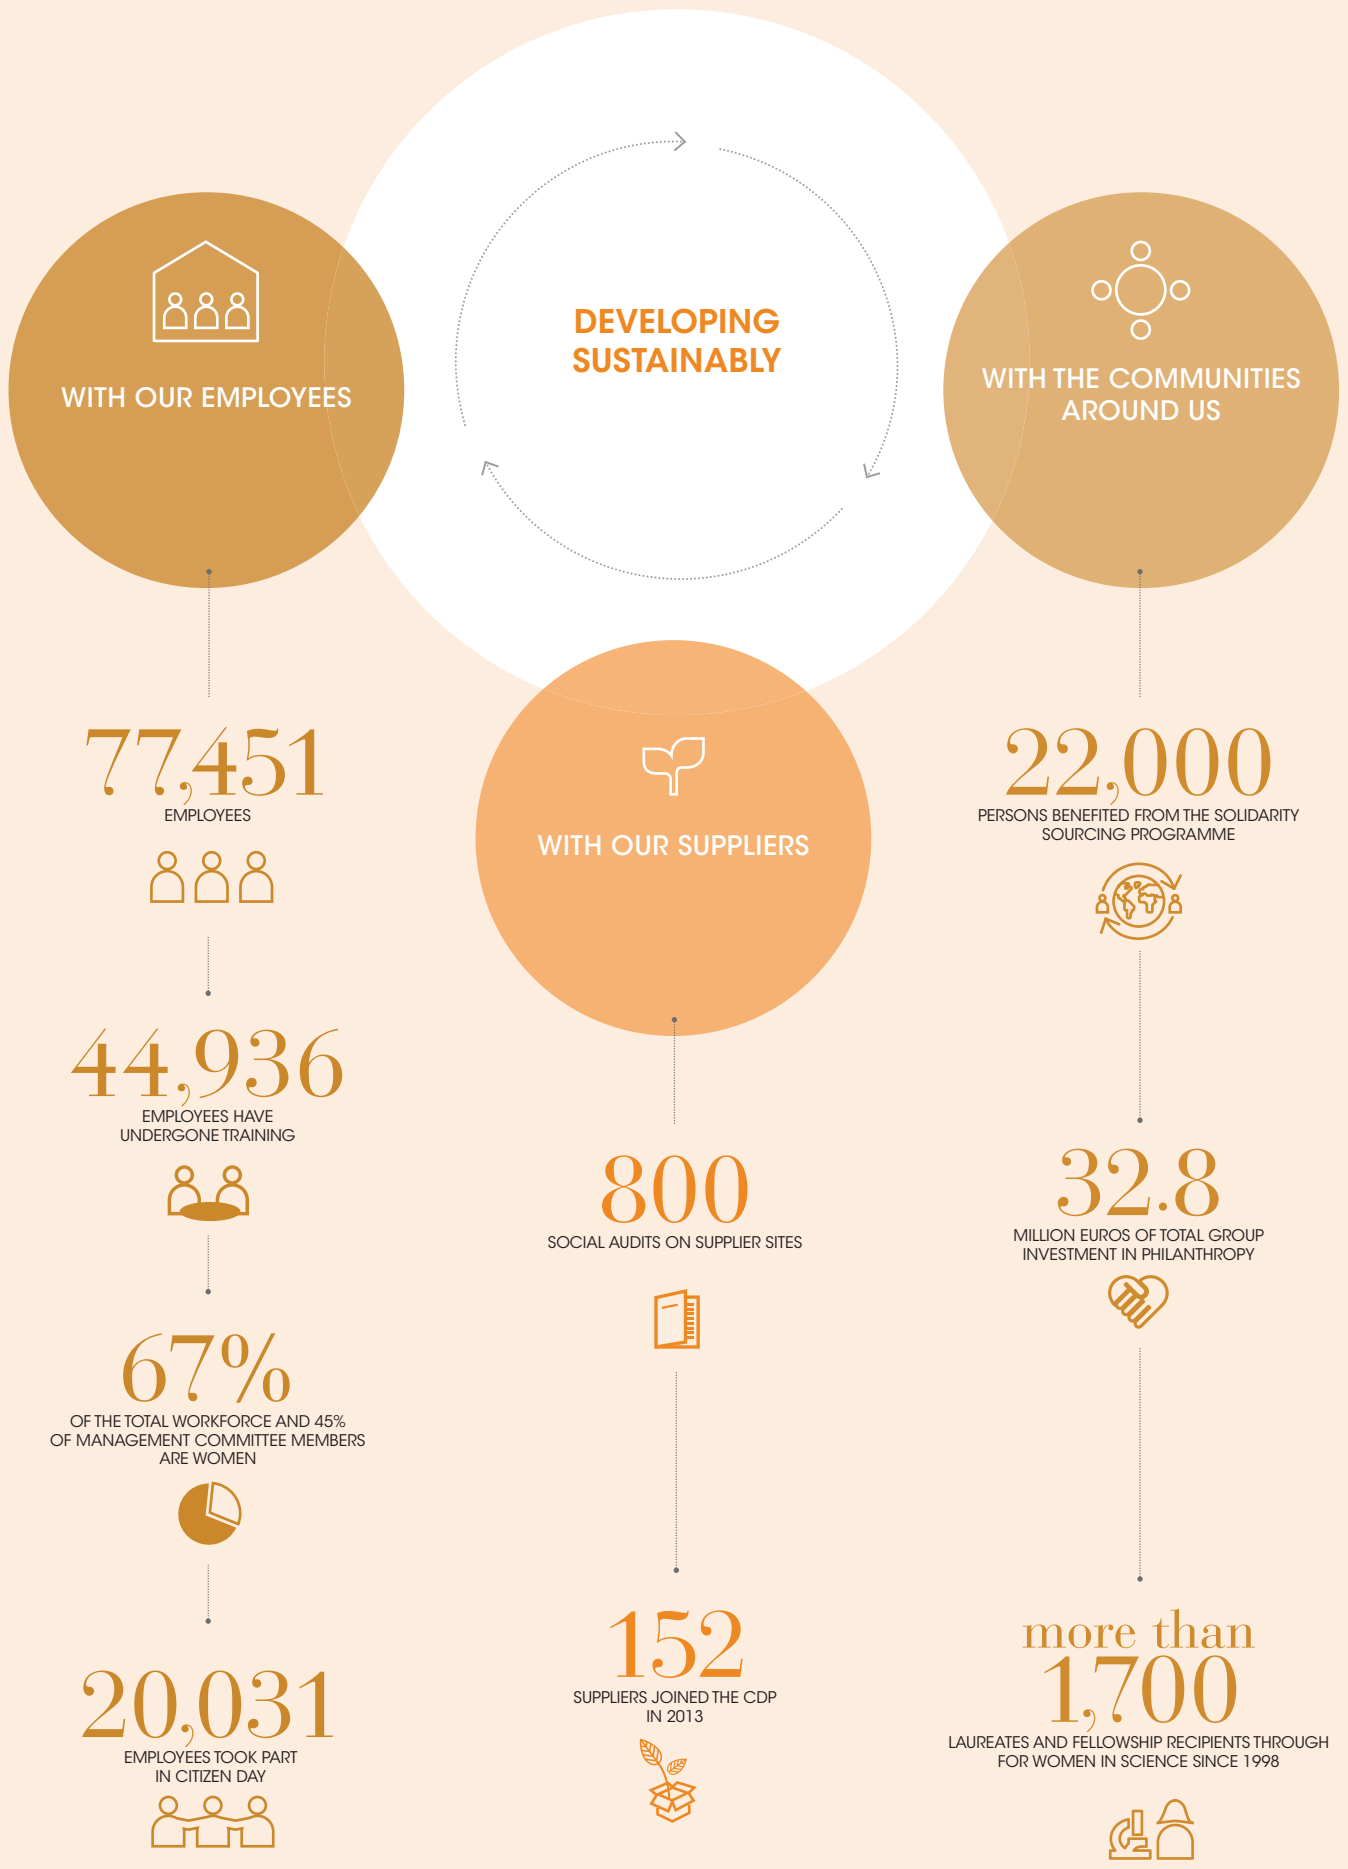 DEVELOPING
SUSTAINABLY
WITH OUR EMPLOYEES
77,451
EMPLOYEES
44,936
EMPLOYEES HAVE
UNDERGONE TRAINING
67%
OF THE TOTAL WORKFORCE AND 45%
OF MANAGEMENT COMMITTEE MEMBERS
ARE WOMEN
20,031
EMPLOYEES TOOK PART
IN CITIZEN DAY
WITH OUR SUPPLIERS
800
SOCIAL AUDITS ON SUPPLIER SITES
152
SUPPLIERS JOINED THE CDP
IN 2013
WITH THE COMMUNITIES
AROUND US
22,000
PERSONS BENEFITED FROM THE SOLIDARITY
SOURCING PROGRAMME
32.8
MILLION EUROS OF TOTAL GROUP
INVESTMENT IN PHILANTHROPY
more than
1,700
LAUREATES AND FELLOWSHIP RECIPIENTS THROUGH
FOR WOMEN IN SCIENCE SINCE 1998